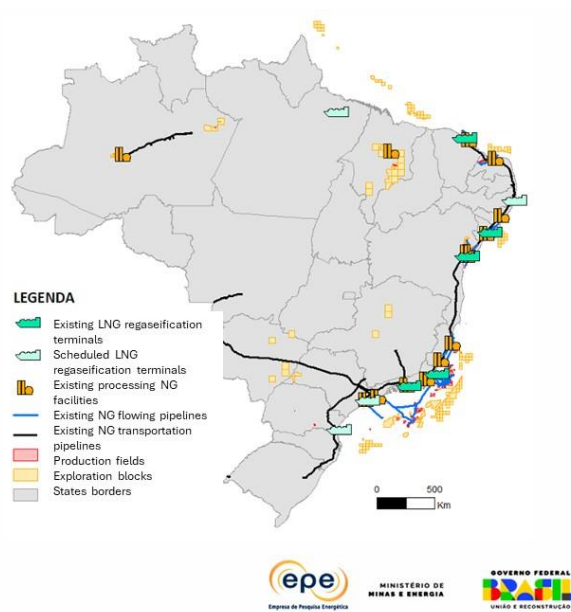 LEGENDA
Existing LNG regaseification
terminals
Scheduled LNG
regaseification terminals
Existing processing NG
facilities
Existing NG flowing pipelines
Existing NG transportation
pipelines
Production fields
Exploration blocks
States borders
0 500
Km
epe
Empresa de Pesquisa Energética
MINISTÉRIO DE
MINAS E ENERGIA
GOVERNO FEDERAL
BRASIL
UNIÃO E RECONSTRUÇÃO